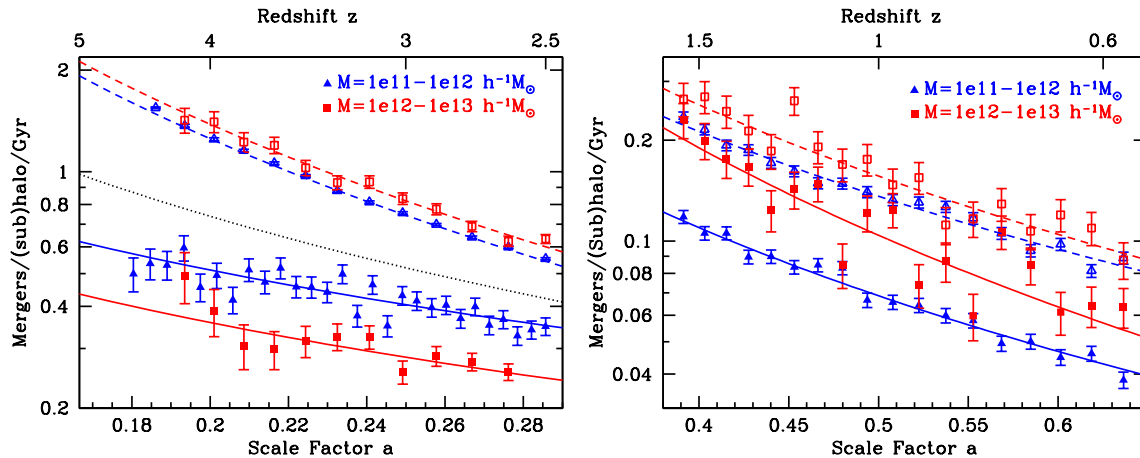 Redshift z
5 4 3 2.5
2
1
0.8
0.6
0.4
0.2
Mergers/(sub)halo/Gyr
M=1e11−1e12 h⁻¹M⊙
M=1e12−1e13 h⁻¹M⊙
0.18 0.2 0.22 0.24 0.26 0.28
Scale Factor a
Redshift z
1.5 1 0.6
0.2
0.1
0.08
0.06
0.04
Mergers/(Sub)halo/Gyr
M=1e11−1e12 h⁻¹M⊙
M=1e12−1e13 h⁻¹M⊙
0.4 0.45 0.5 0.55 0.6
Scale Factor a